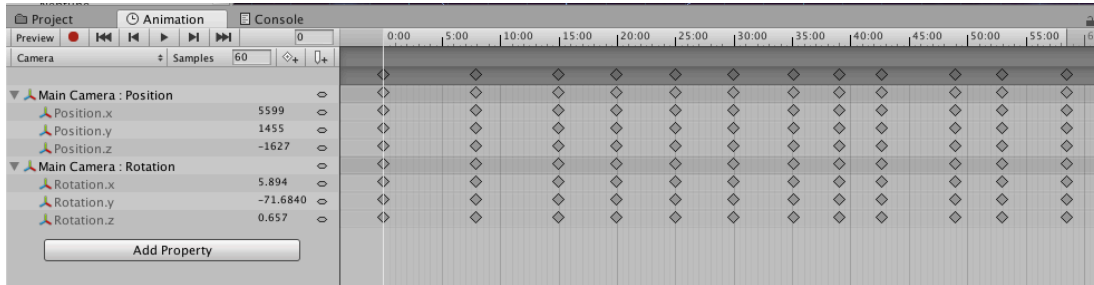 Project Animation Console
Preview 0 0:00 5:00 10:00 15:00 20:00 25:00 30:00 35:00 40:00 45:00 50:00 55:00
Camera Samples 60
Main Camera : Position
Position.x 5599
Position.y 1455
Position.z -1627
Main Camera : Rotation
Rotation.x 5.894
Rotation.y -71.6840
Rotation.z 0.657
Add Property